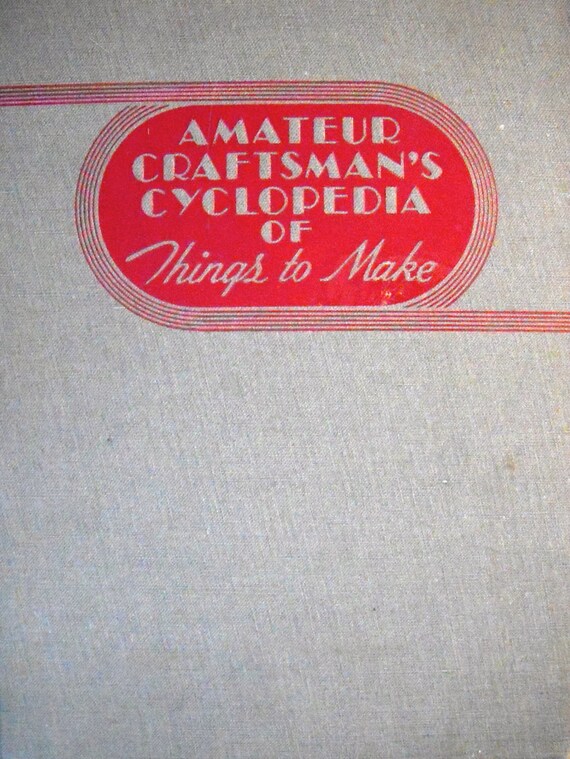 AMATEUR
CRAFTSMAN'S
CYCLOPEDIA
OF
Things to Make